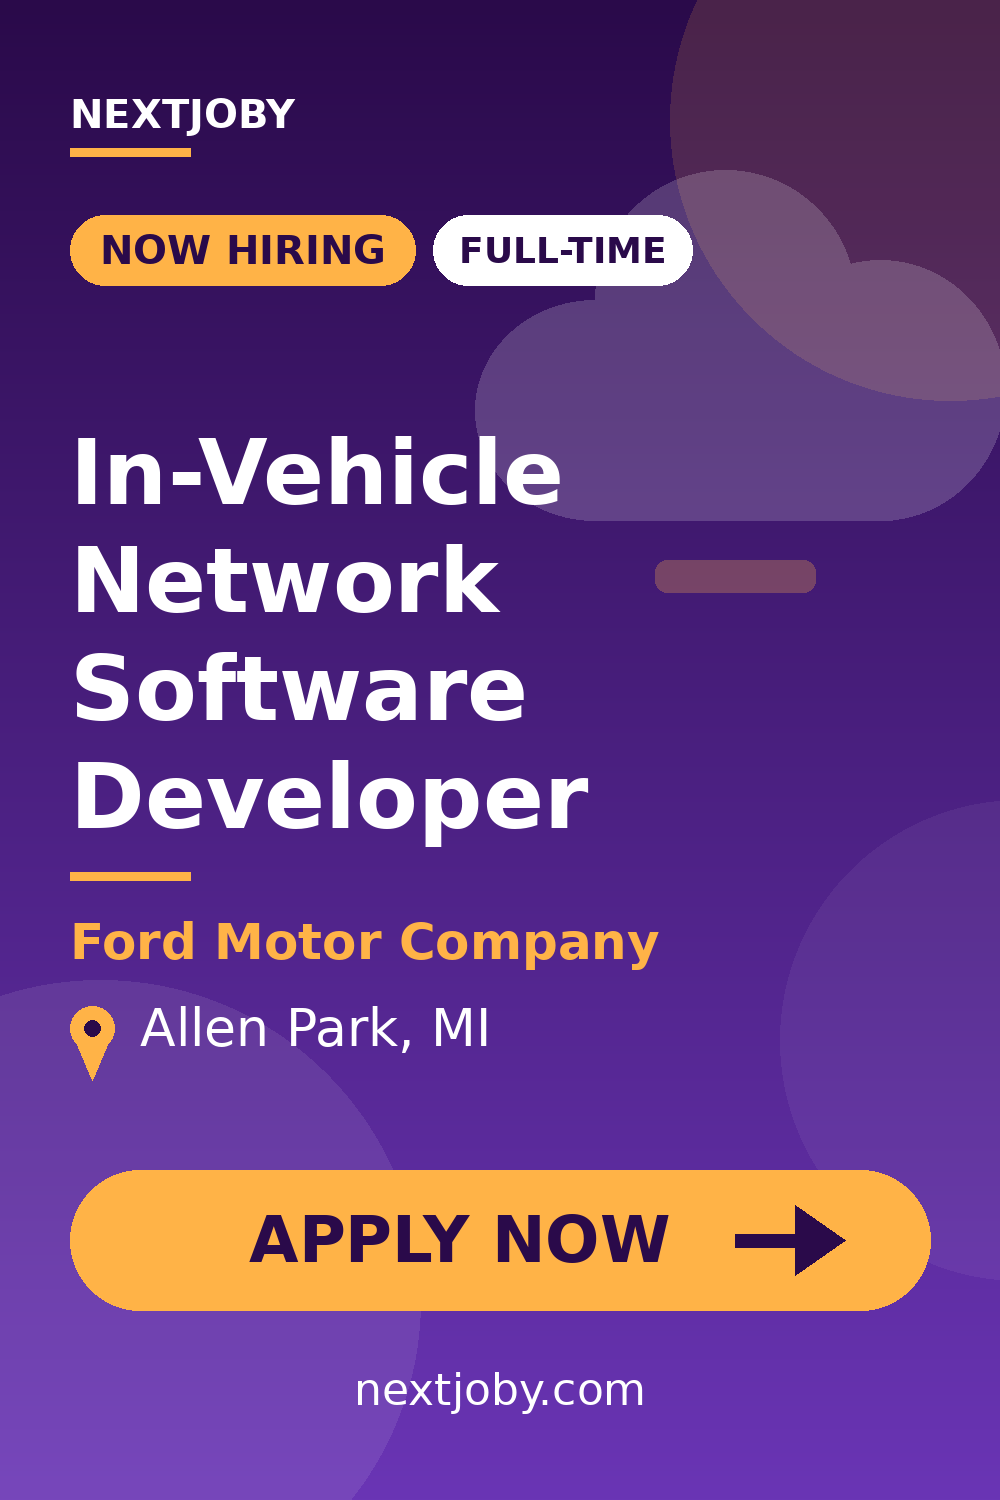 NEXTJOBY
NOW HIRING FULL-TIME
In-Vehicle
Network
Software
Developer
Ford Motor Company
Allen Park, MI
APPLY NOW
nextjoby.com